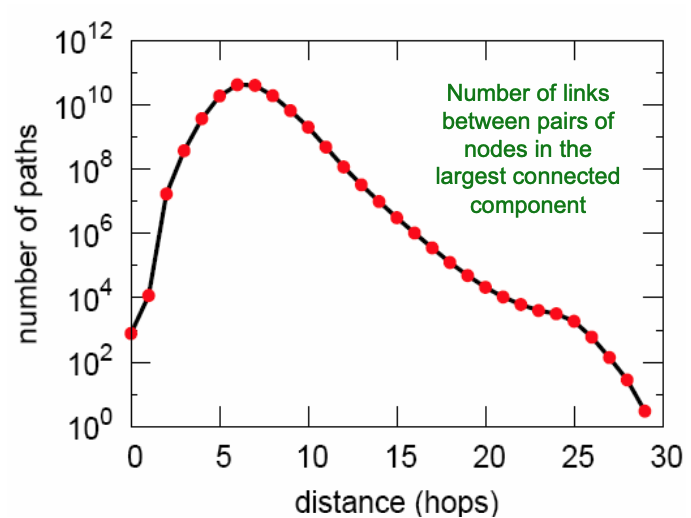 10^12
10^10
10^8
10^6
10^4
10^2
10^0
number of paths
Number of links
between pairs of
nodes in the
largest connected
component
0 5 10 15 20 25 30
distance (hops)